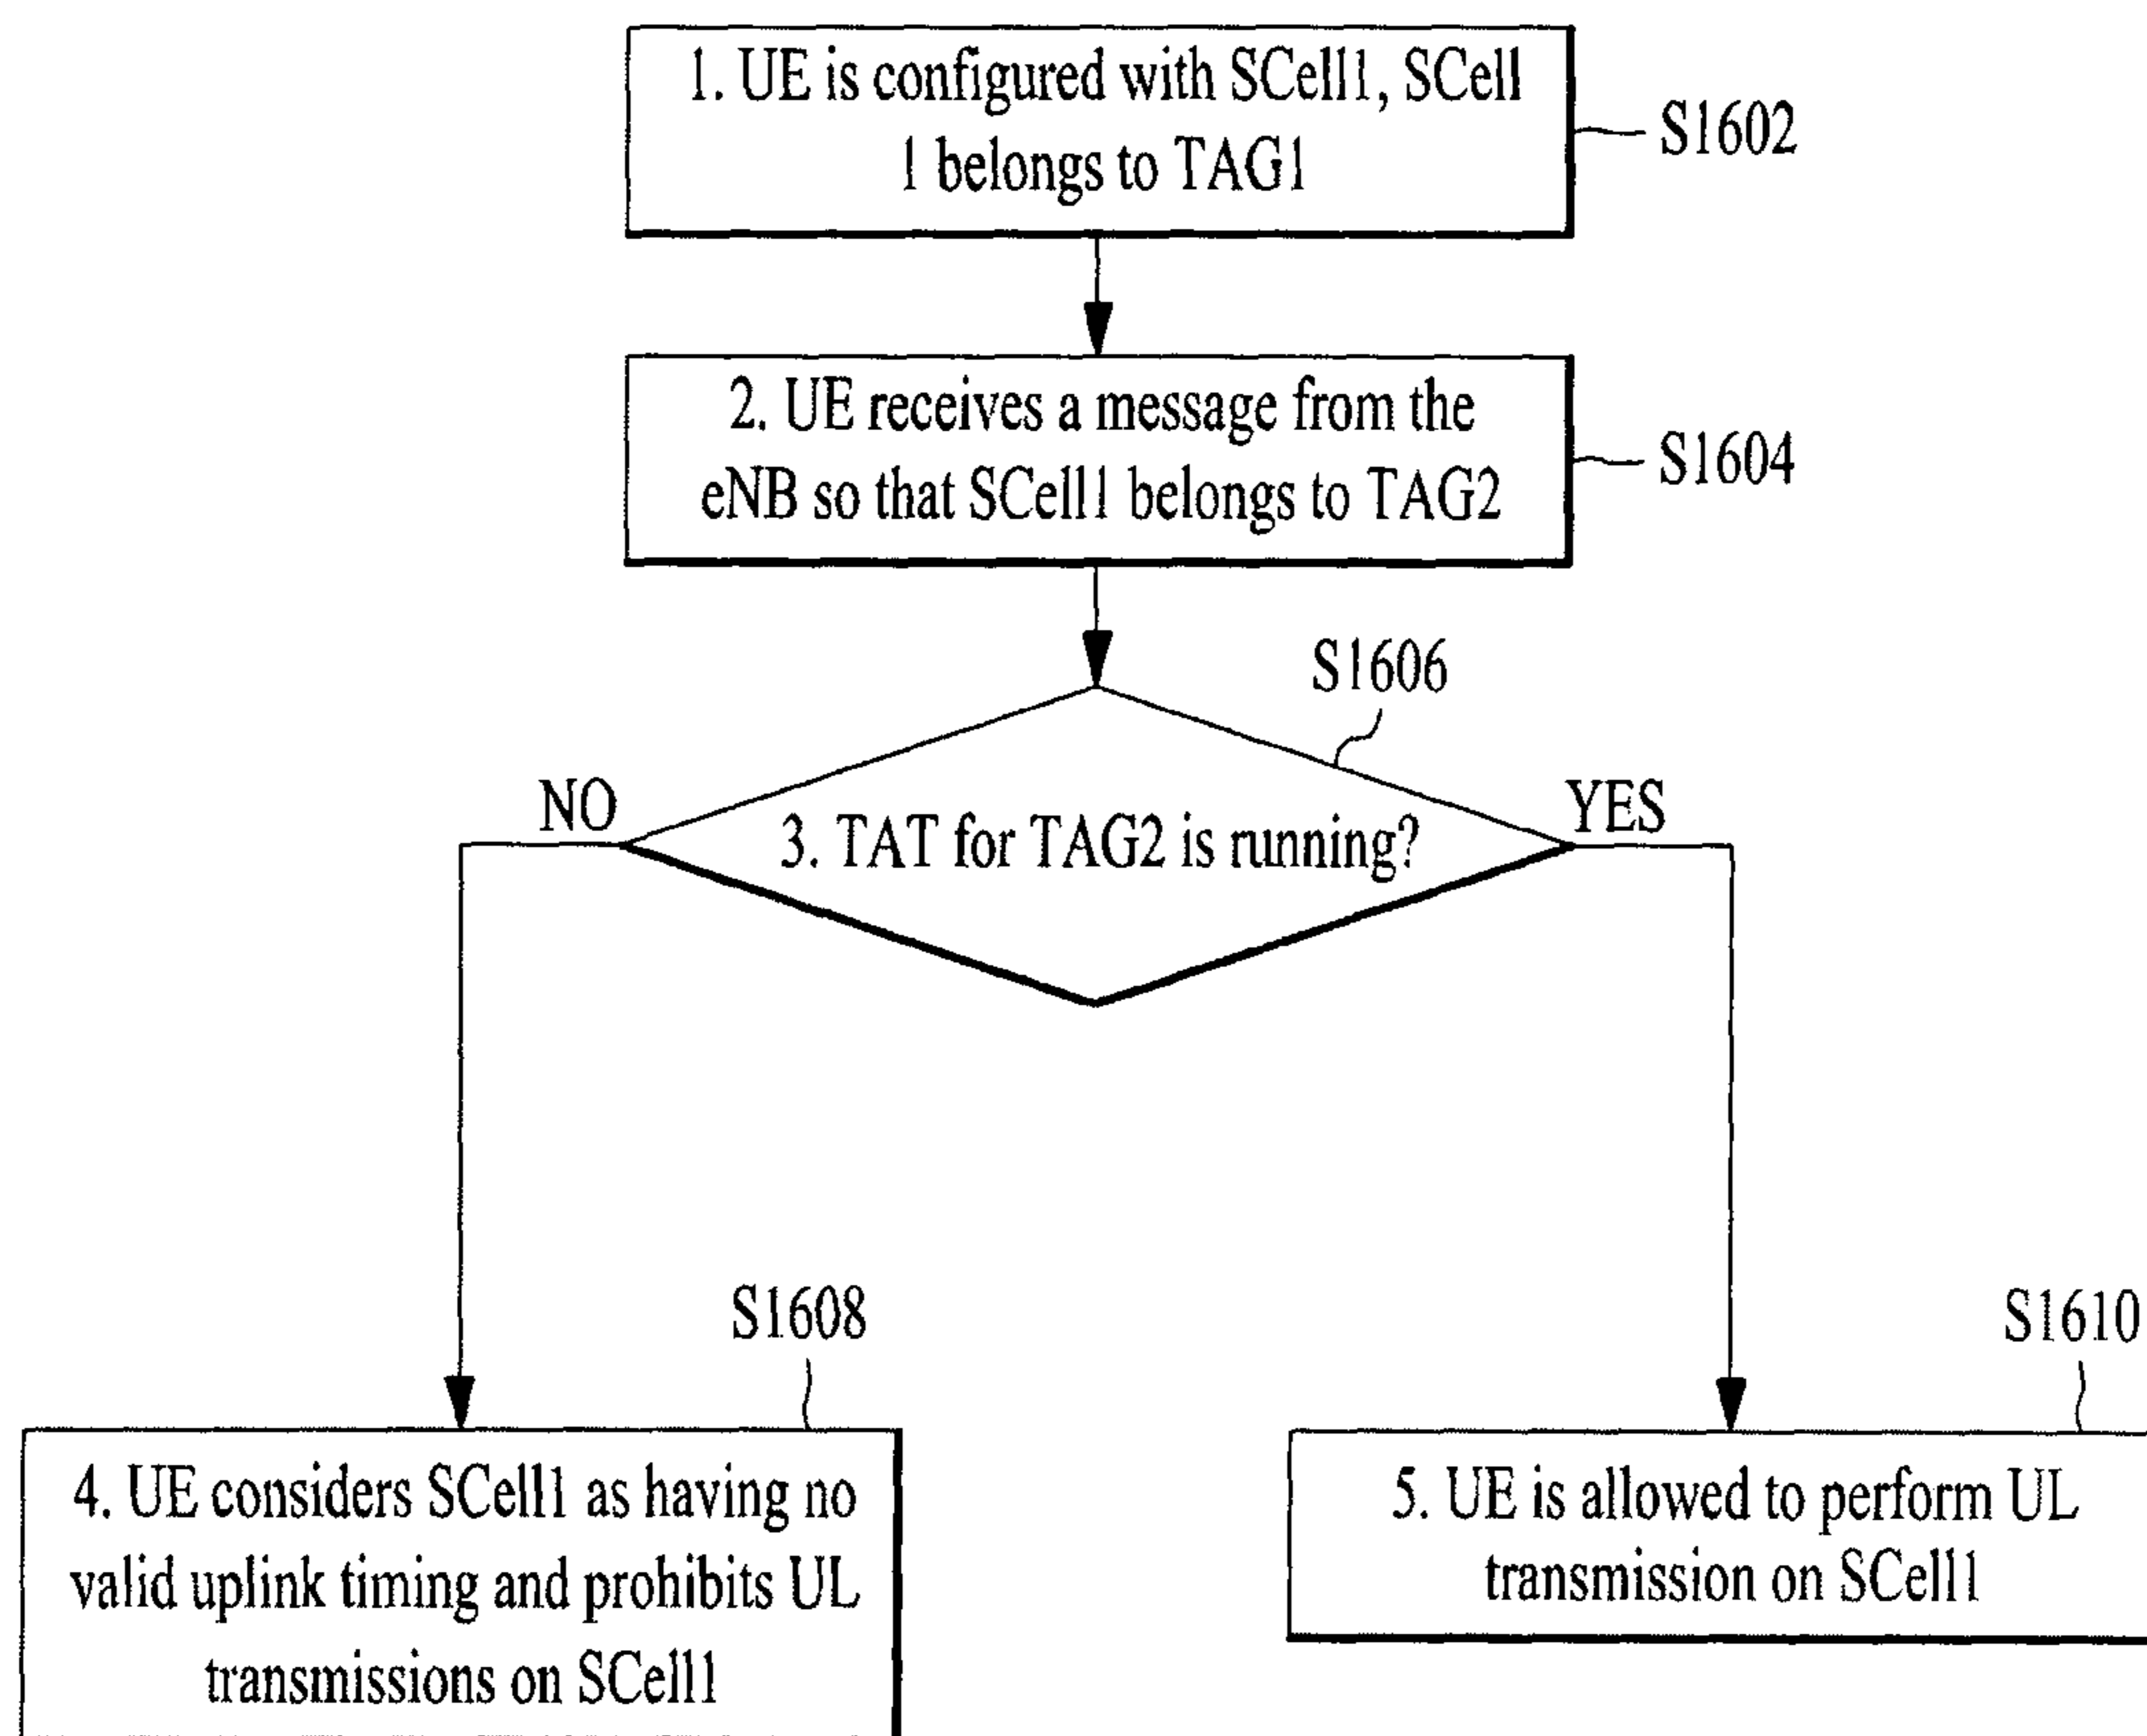 1. UE is configured with SCell1, SCell
1 belongs to TAG1
S1602
2. UE receives a message from the
eNB so that SCell1 belongs to TAG2
S1604
S1606
NO
YES
3. TAT for TAG2 is running?
S1608
S1610
4. UE considers SCell1 as having no
valid uplink timing and prohibits UL
transmissions on SCell1
5. UE is allowed to perform UL
transmission on SCell1